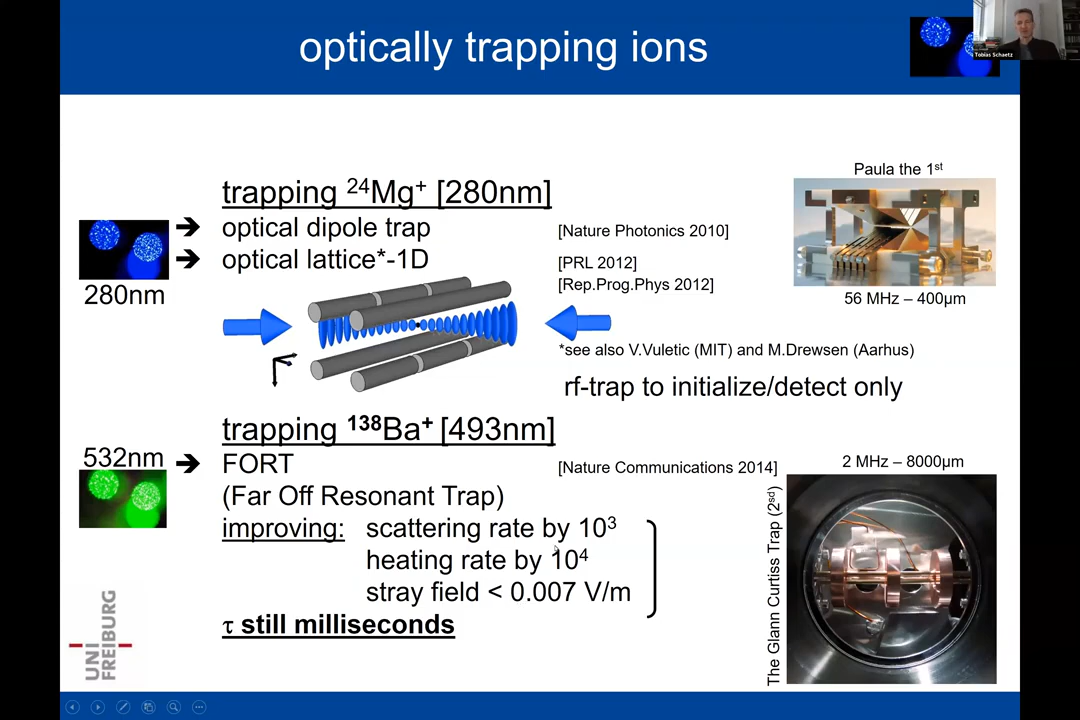 optically trapping ions
Tobias Schaetz
Paula the 1st
trapping 24Mg+ [280nm]
➔ optical dipole trap
[Nature Photonics 2010]
➔ optical lattice*-1D
[PRL 2012]
[Rep.Prog.Phys 2012]
280nm
56 MHz – 400µm
*see also V.Vuletic (MIT) and M.Drewsen (Aarhus)
rf-trap to initialize/detect only
trapping 138Ba+ [493nm]
532nm
➔ FORT
[Nature Communications 2014]
2 MHz – 8000µm
(Far Off Resonant Trap)
improving: scattering rate by 103
heating rate by 104
stray field < 0.007 V/m
τ still milliseconds
The Glann Curtiss Trap (2sd)
UNI
FREIBURG